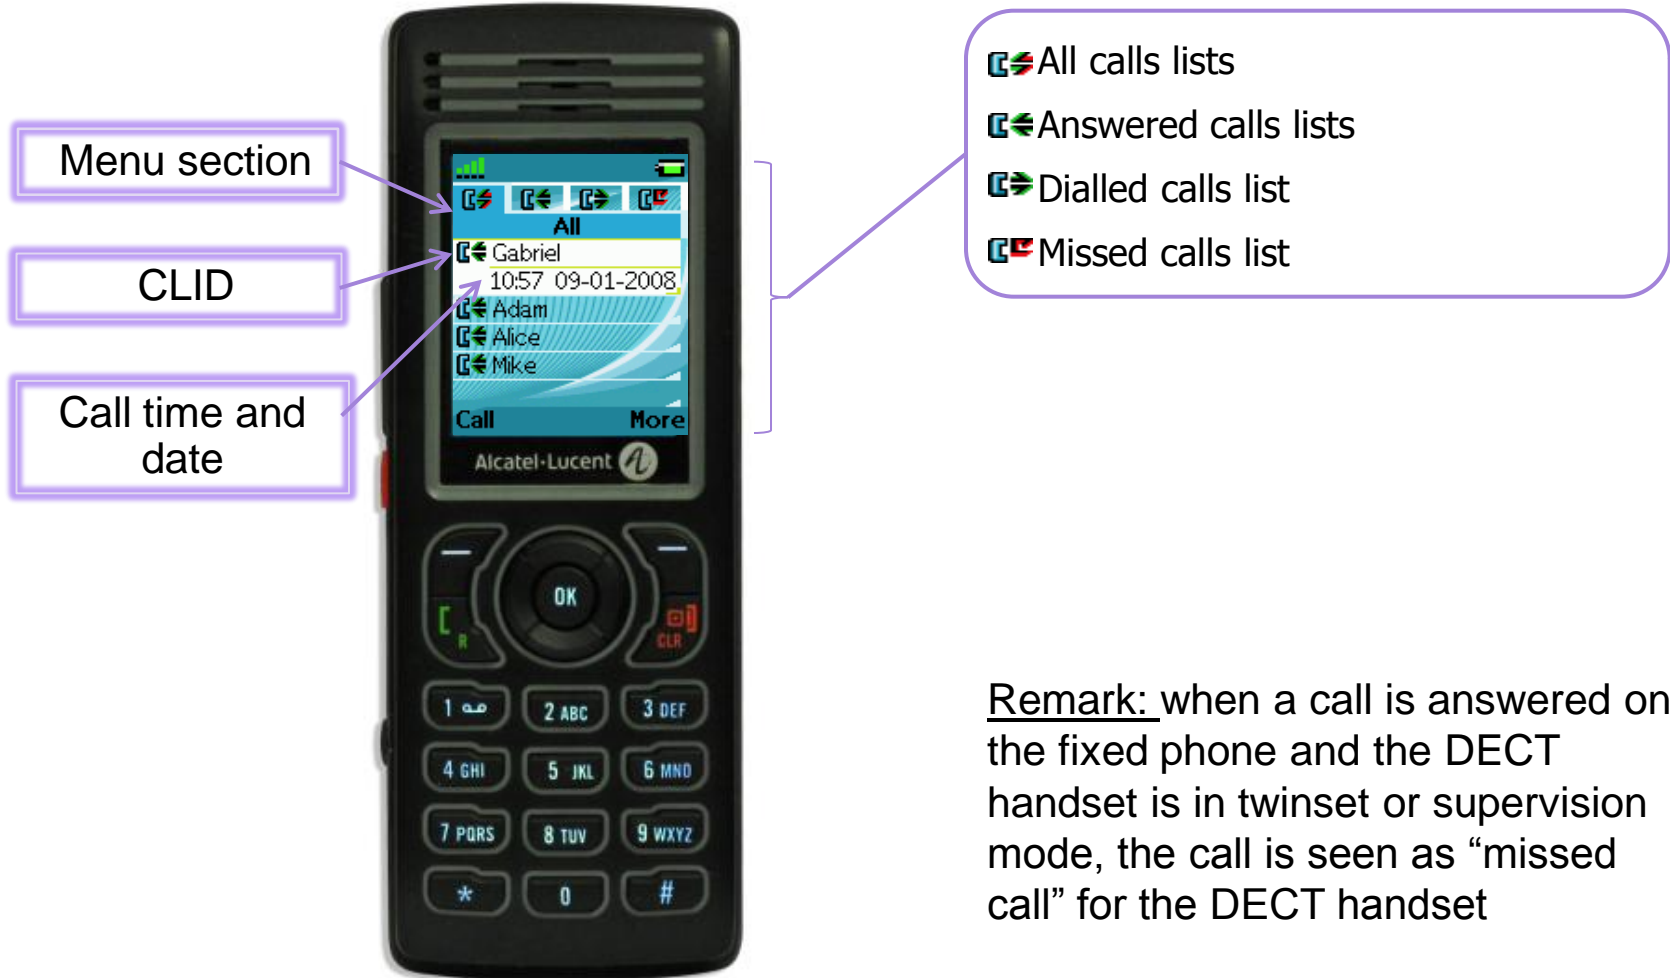 Menu section
CLID
Call time and
date
All
Gabriel
10:57 09-01-2008
Adam
Alice
Mike
Call More
Alcatel·Lucent
OK
R
CLR
1
2 ABC
3 DEF
4 GHI
5 JKL
6 MNO
7 PQRS
8 TUV
9 WXYZ
*
0
#
All calls lists
Answered calls lists
Dialled calls list
Missed calls list
Remark: when a call is answered on
the fixed phone and the DECT
handset is in twinset or supervision
mode, the call is seen as “missed
call” for the DECT handset